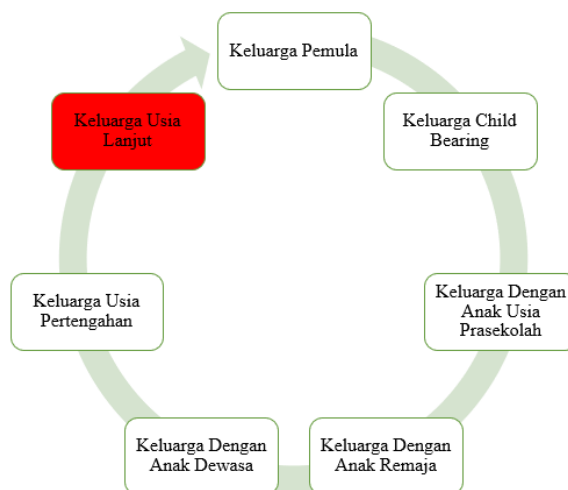 Keluarga Pemula
Keluarga Child
Bearing
Keluarga Dengan
Anak Usia
Prasekolah
Keluarga Dengan
Anak Remaja
Keluarga Dengan
Anak Dewasa
Keluarga Usia
Pertengahan
Keluarga Usia
Lanjut